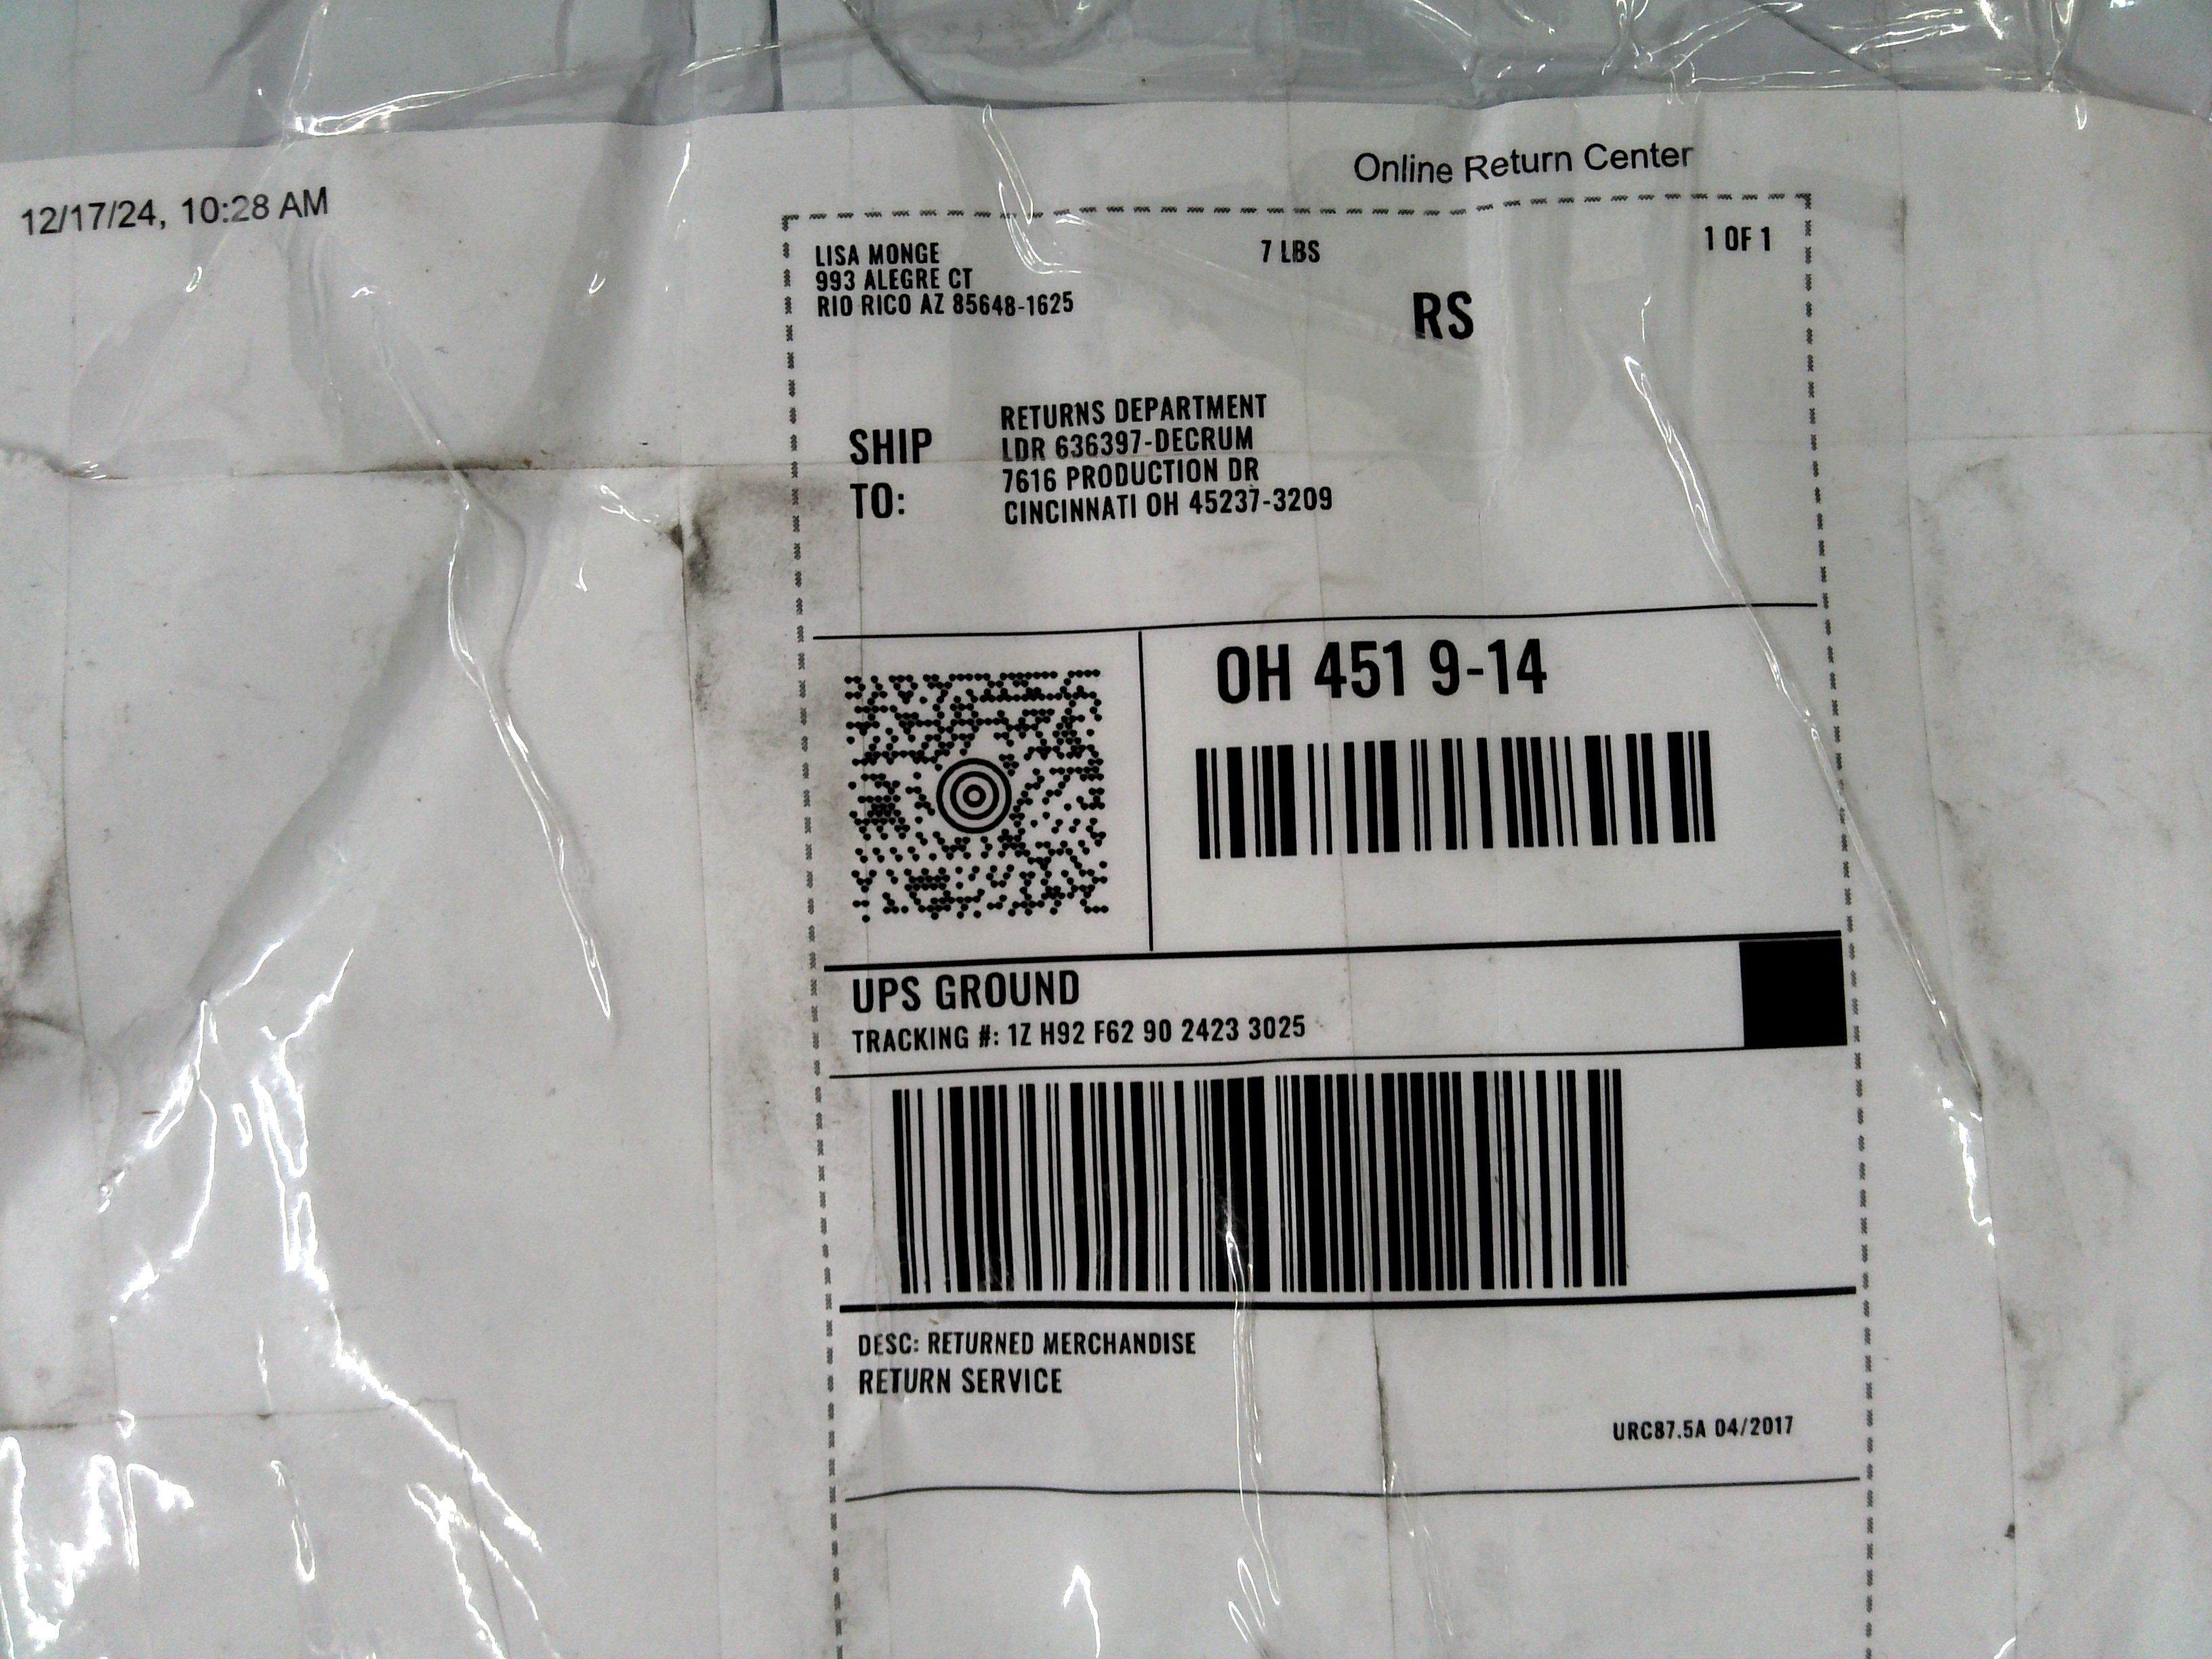 12/17/24, 10:28 AM
Online Return Center
LISA MONGE
993 ALEGRE CT
RIO RICO AZ 85648-1625
7 LBS
1 OF 1
RS
SHIP
TO:
RETURNS DEPARTMENT
LDR 636397-DECRUM
7616 PRODUCTION DR
CINCINNATI OH 45237-3209
OH 451 9-14
UPS GROUND
TRACKING #: 1Z H92 F62 90 2423 3025
DESC: RETURNED MERCHANDISE
RETURN SERVICE
URC87.5A 04/2017